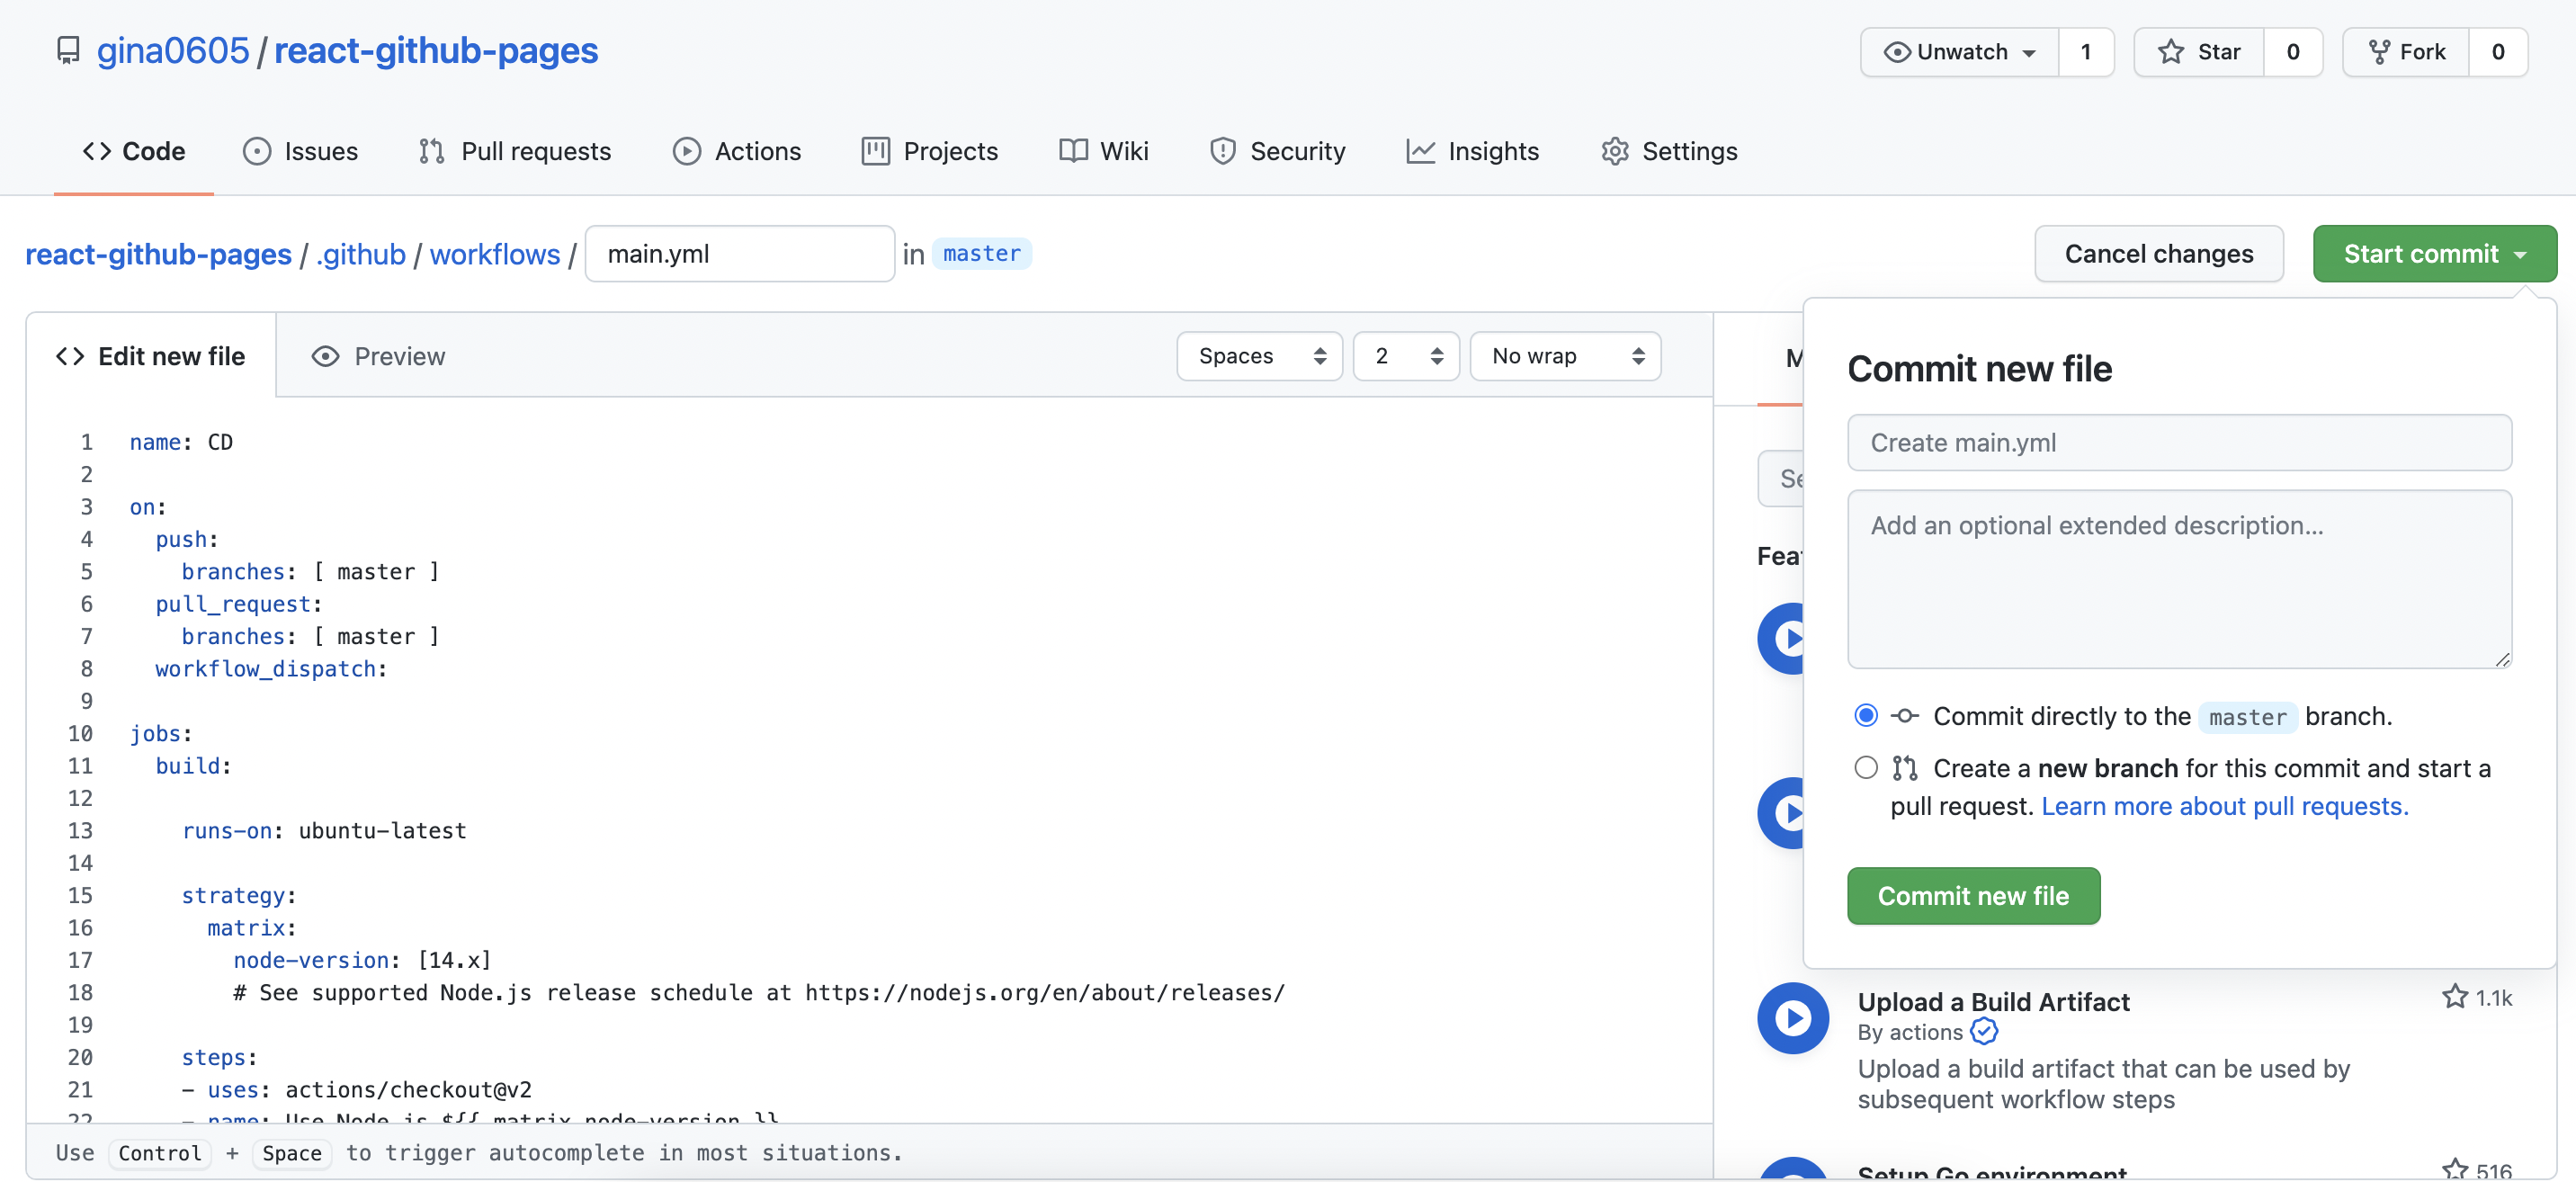 gina0605 / react-github-pages
Unwatch 1 Star 0 Fork 0
Code Issues Pull requests Actions Projects Wiki Security Insights Settings
react-github-pages / .github / workflows / main.yml in master
Cancel changes Start commit
Edit new file Preview
Spaces 2 No wrap
1 name: CD
2
3 on:
4 push:
5 branches: [ master ]
6 pull_request:
7 branches: [ master ]
8 workflow_dispatch:
9
10 jobs:
11 build:
12
13 runs-on: ubuntu-latest
14
15 strategy:
16 matrix:
17 node-version: [14.x]
18 # See supported Node.js release schedule at https://nodejs.org/en/about/releases/
19
20 steps:
21 - uses: actions/checkout@v2
22 - name: Use Node.js ${{ matrix.node-version }}
Use Control + Space to trigger autocomplete in most situations.
Commit new file
Create main.yml
Add an optional extended description...
Commit directly to the master branch.
Create a new branch for this commit and start a
pull request. Learn more about pull requests.
Commit new file
Upload a Build Artifact
1.1k
By actions
Upload a build artifact that can be used by
subsequent workflow steps
Setup Go environment
516